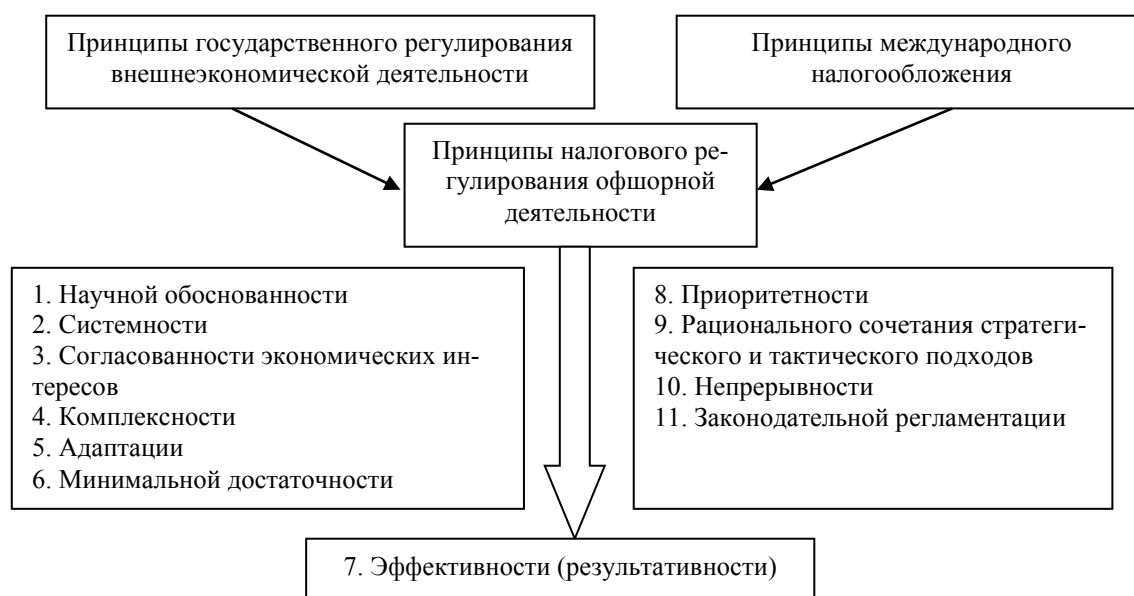 Принципы государственного регулирования
внешнеэкономической деятельности
Принципы международного
налогообложения
Принципы налогового ре-
гулирования офшорной
деятельности
1. Научной обоснованности
2. Системности
3. Согласованности экономических ин-
тересов
4. Комплексности
5. Адаптации
6. Минимальной достаточности
8. Приоритетности
9. Рационального сочетания стратеги-
ческого и тактического подходов
10. Непрерывности
11. Законодательной регламентации
7. Эффективности (результативности)